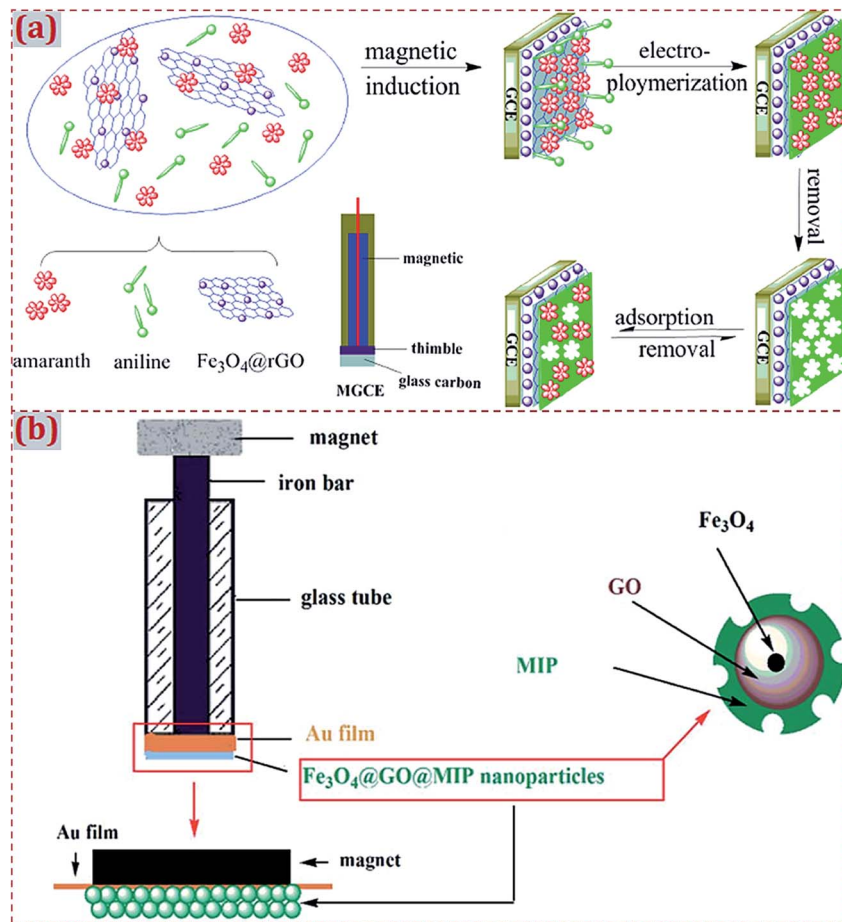 (a)
magnetic
induction
electro-
ploymerization
GCE
GCE
removal
magnetic
thimble
glass carbon
MGCE
amaranth
aniline
Fe₃O₄@rGO
GCE
adsorption
removal
GCE
(b)
magnet
iron bar
glass tube
Au film
Fe₃O₄@GO@MIP nanoparticles
Fe₃O₄
GO
MIP
Au film
magnet